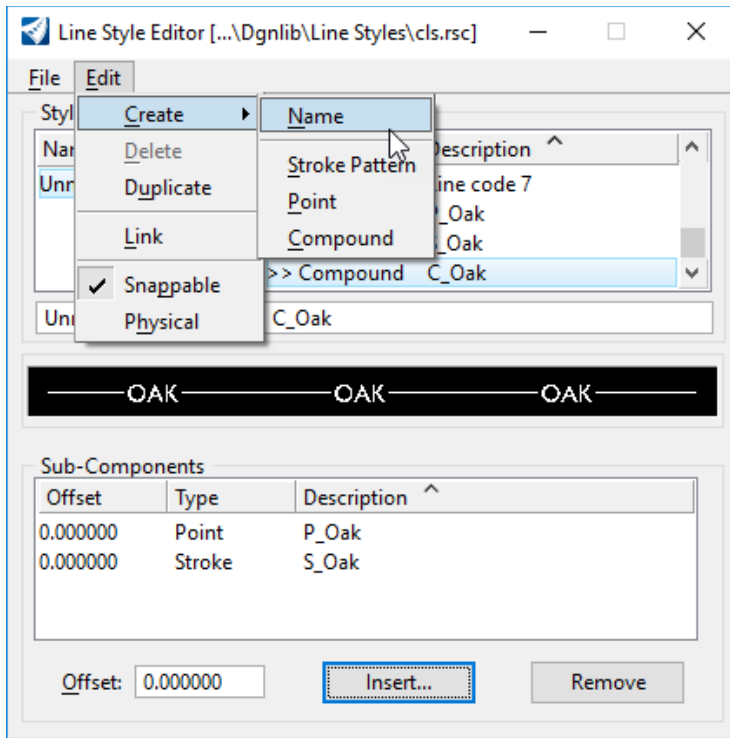 Line Style Editor [...\Dgnlib\Line Styles\cls.rsc]
File Edit
Create Name
Delete
Duplicate Stroke Pattern
Point
Link Compound
Snappable
Physical
Description
Line code 7
P_Oak
S_Oak
>> Compound C_Oak
C_Oak
OAK OAK OAK
Sub-Components
Offset Type Description
0.000000 Point P_Oak
0.000000 Stroke S_Oak
Offset: 0.000000 Insert... Remove